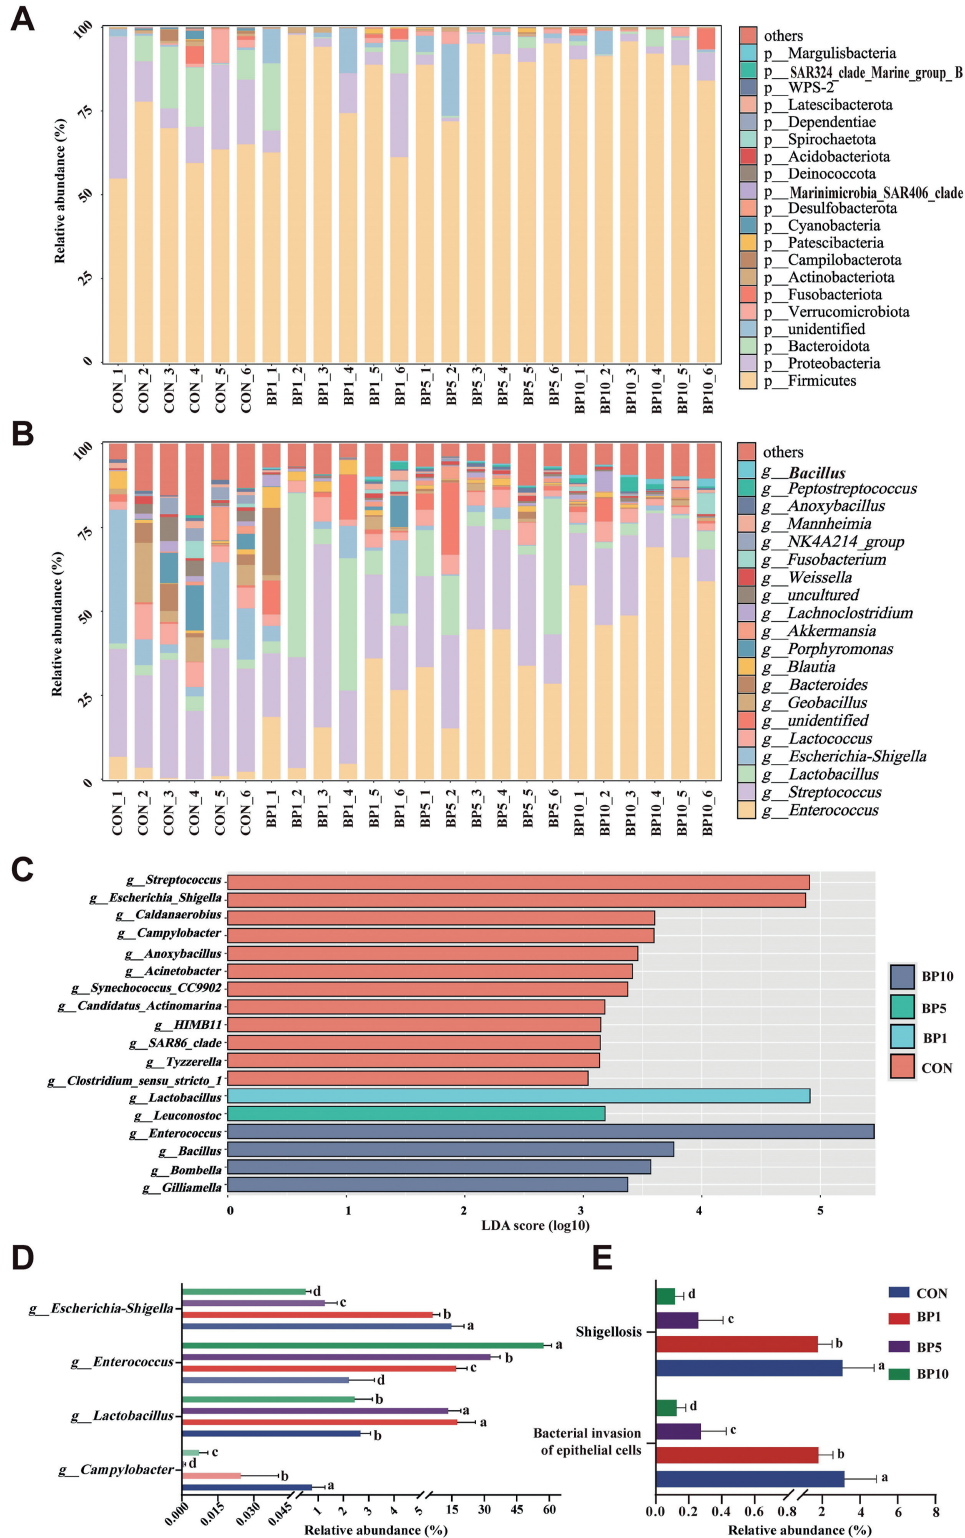 A
100
75
50
25
0
Relative abundance (%)
CON_1
CON_2
CON_3
CON_4
CON_5
CON_6
BP1_1
BP1_2
BP1_3
BP1_4
BP1_5
BP1_6
BP5_1
BP5_2
BP5_3
BP5_4
BP5_5
BP5_6
BP10_1
BP10_2
BP10_3
BP10_4
BP10_5
BP10_6
others
p__Margulisbacteria
p__SAR324_clade_Marine_group_B
p__WPS-2
p__Latescibacterota
p__Dependentiae
p__Spirochaetota
p__Acidobacteriota
p__Deinococcota
p__Marinimicrobia_SAR406_clade
p__Desulfobacterota
p__Cyanobacteria
p__Patescibacteria
p__Campilobacterota
p__Actinobacteriota
p__Fusobacteriota
p__Verrucomicrobiota
p__unidentified
p__Bacteroidota
p__Proteobacteria
p__Firmicutes
B
100
75
50
25
0
Relative abundance (%)
CON_1
CON_2
CON_3
CON_4
CON_5
CON_6
BP1_1
BP1_2
BP1_3
BP1_4
BP1_5
BP1_6
BP5_1
BP5_2
BP5_3
BP5_4
BP5_5
BP5_6
BP10_1
BP10_2
BP10_3
BP10_4
BP10_5
BP10_6
others
g__Bacillus
g__Peptostreptococcus
g__Anoxybacillus
g__Mannheimia
g__NK4A214_group
g__Fusobacterium
g__Weissella
g__uncultured
g__Lachnoclostridium
g__Akkermansia
g__Porphyromonas
g__Blautia
g__Bacteroides
g__Geobacillus
g__unidentified
g__Lactococcus
g__Escherichia-Shigella
g__Lactobacillus
g__Streptococcus
g__Enterococcus
C
g__Streptococcus
g__Escherichia_Shigella
g__Caldanaerobius
g__Campylobacter
g__Anoxybacillus
g__Acinetobacter
g__Synechococcus_CC9902
g__Candidatus_Actinomarina
g__HIMB11
g__SAR86_clade
g__Tyzzerella
g__Clostridium_sensu_stricto_1
g__Lactobacillus
g__Leuconostoc
g__Enterococcus
g__Bacillus
g__Bombella
g__Gilliamella
0 1 2 3 4 5
LDA score (log10)
BP10
BP5
BP1
CON
D
g__Escherichia-Shigella
d
c
b
a
g__Enterococcus
a
b
c
d
g__Lactobacillus
b
a
a
b
g__Campylobacter
c
d
b
a
0.000 0.015 0.030 0.045 1 2 3 4 5 15 30 45 60
Relative abundance (%)
E
Shigellosis
d
c
b
a
Bacterial invasion
of epithelial cells
d
c
b
a
0.0 0.2 0.4 0.6 0.8 2 4 6 8
Relative abundance (%)
CON
BP1
BP5
BP10